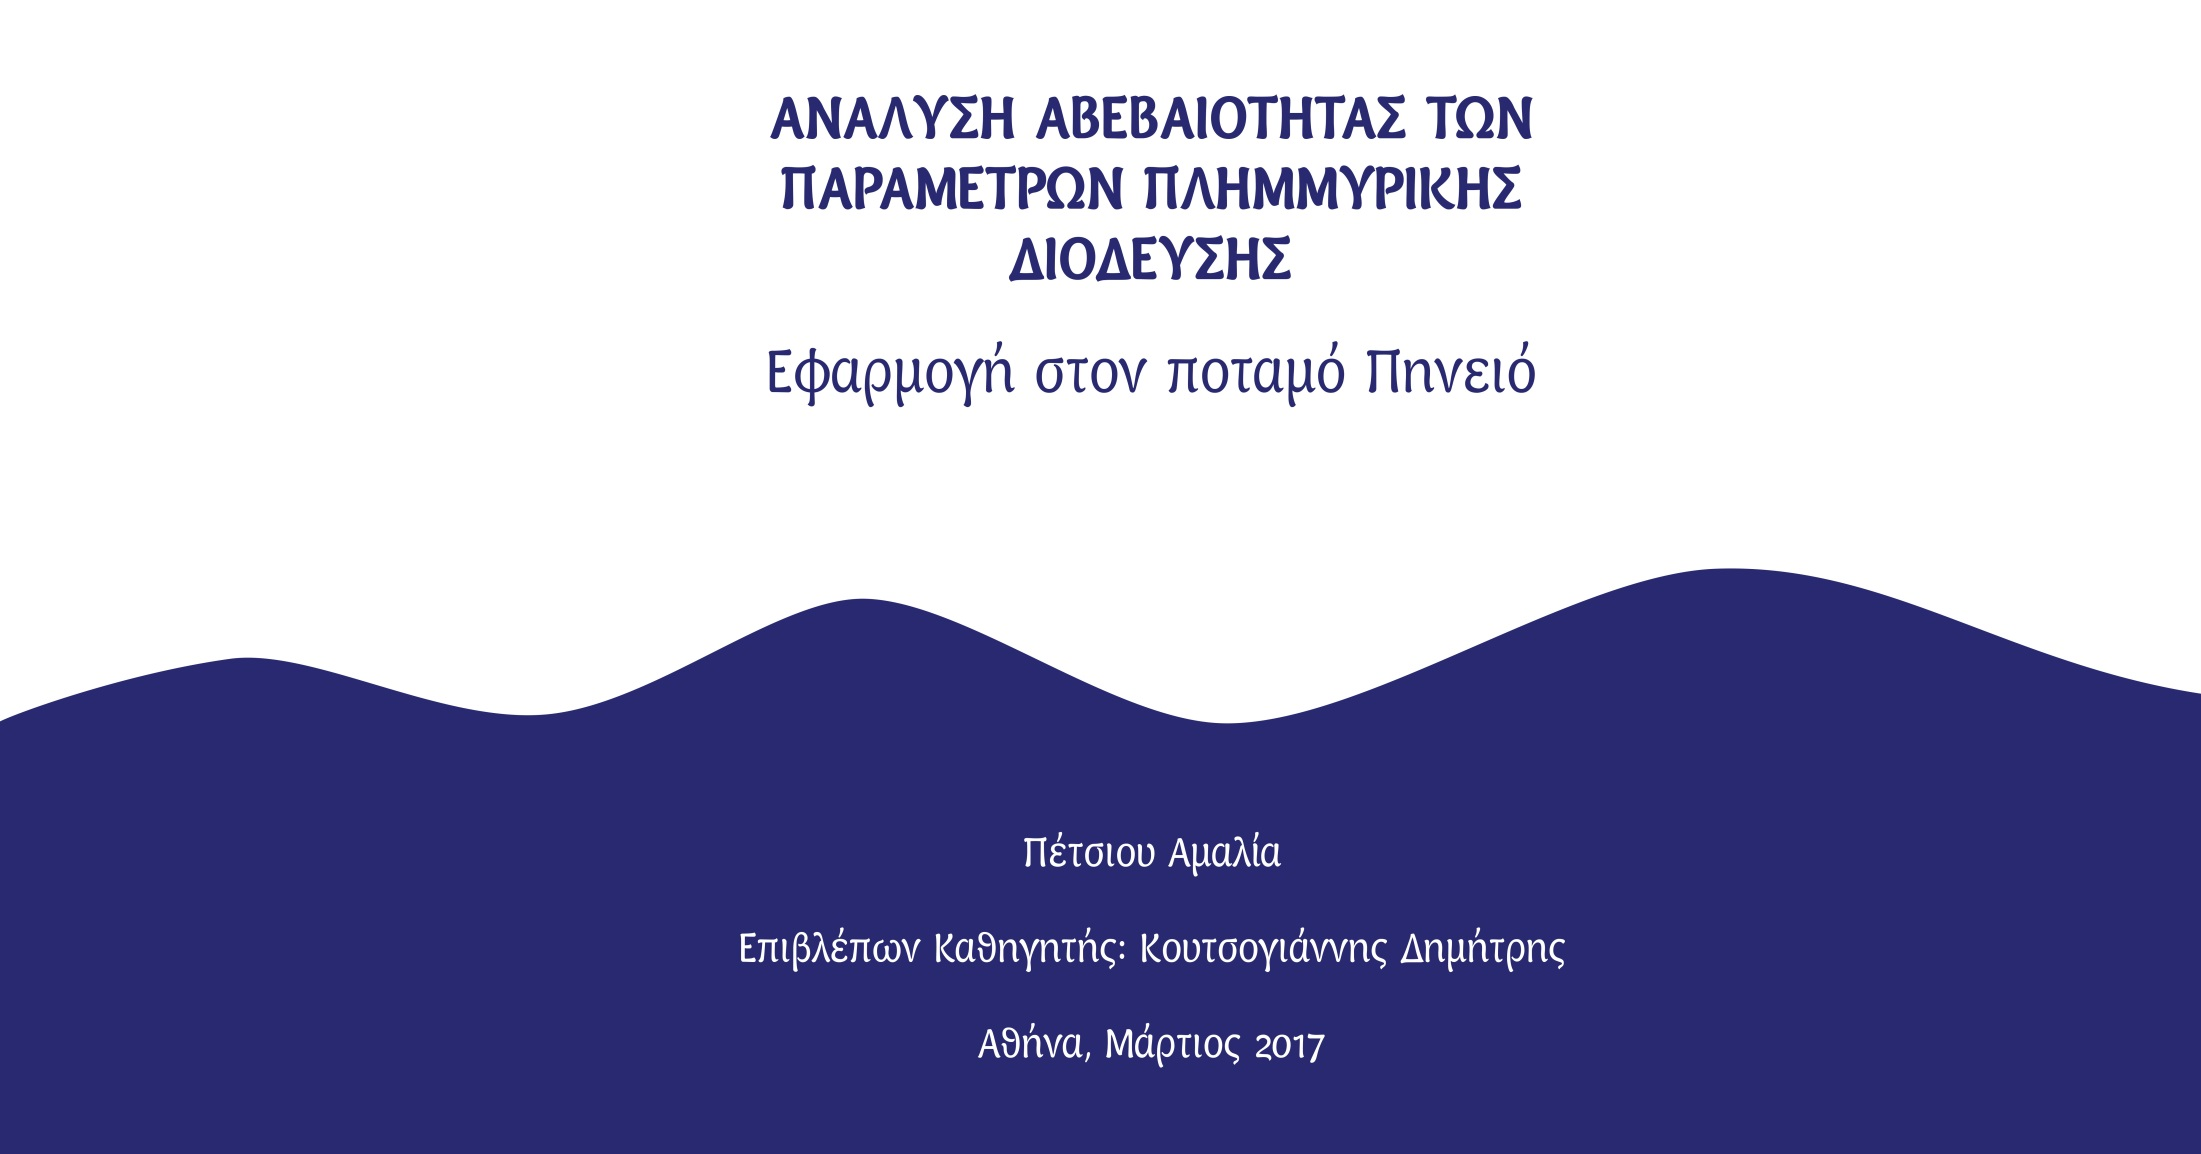 ΑΝΑΛΥΣΗ ΑΒΕΒΑΙΟΤΗΤΑΣ ΤΩΝ
ΠΑΡΑΜΕΤΡΩΝ ΠΛΗΜΜΥΡΙΚΗΣ
ΔΙΟΔΕΥΣΗΣ
Εφαρμογή στον ποταμό Πηνειό
Πέτσιου Αμαλία
Επιβλέπων Καθηγητής: Κουτσογιάννης Δημήτρης
Αθήνα, Μάρτιος 2017